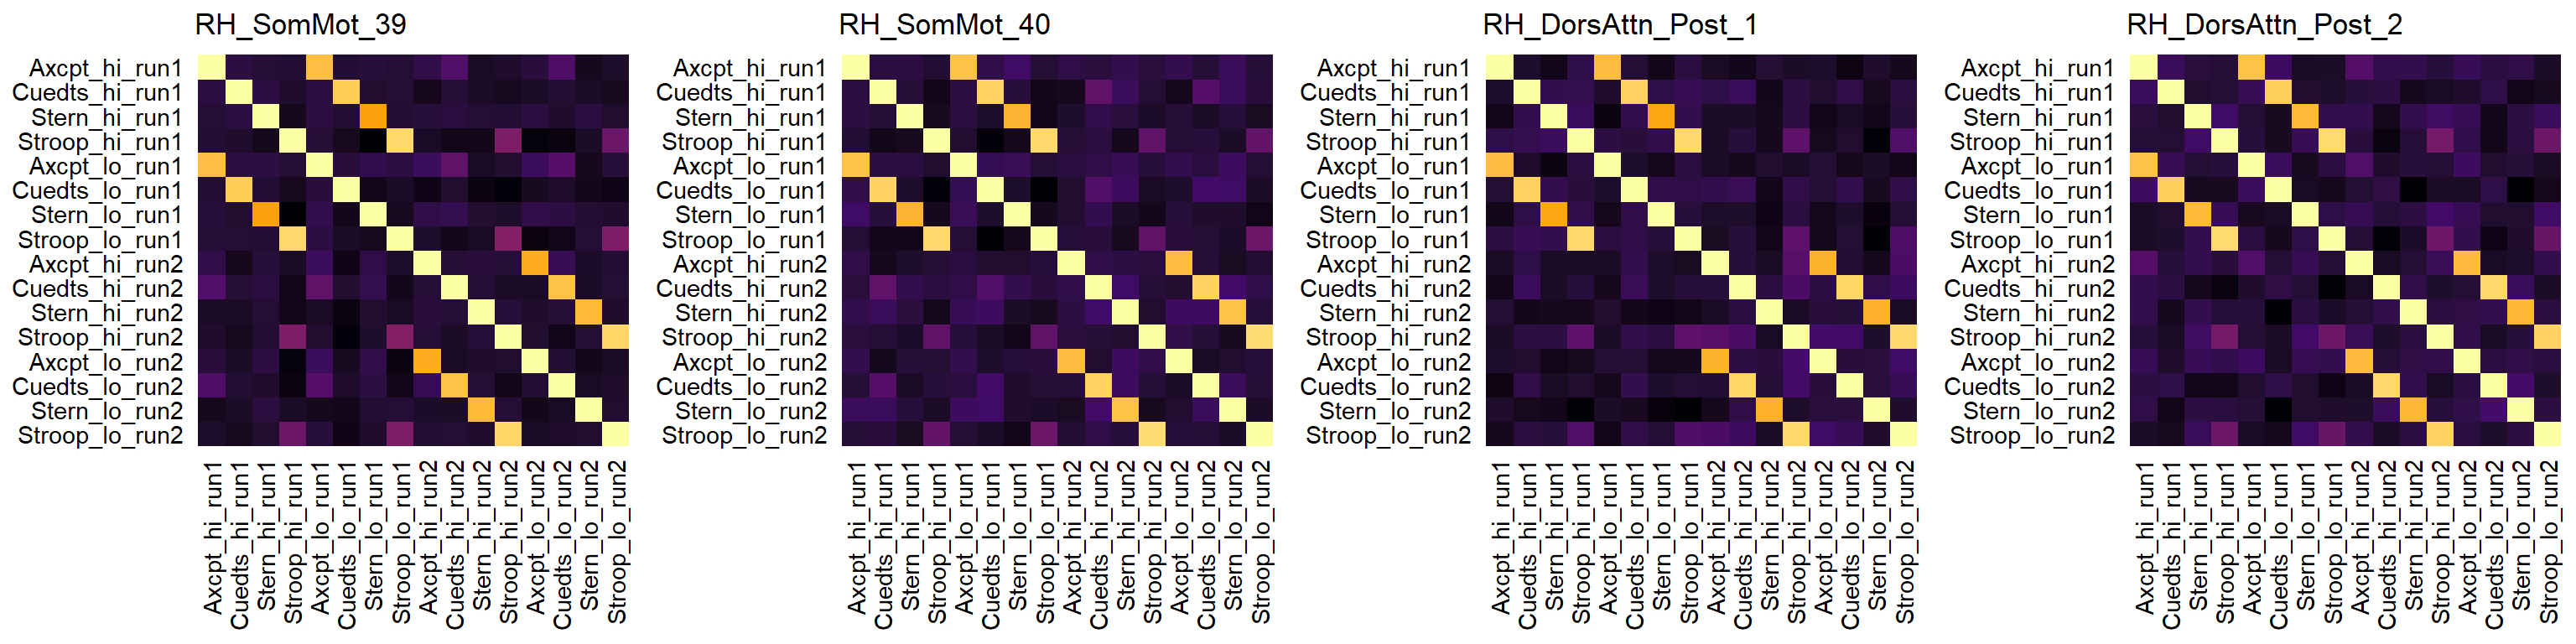 RH_SomMot_39
Axcpt_hi_run1
Cuedts_hi_run1
Stern_hi_run1
Stroop_hi_run1
Axcpt_lo_run1
Cuedts_lo_run1
Stern_lo_run1
Stroop_lo_run1
Axcpt_hi_run2
Cuedts_hi_run2
Stern_hi_run2
Stroop_hi_run2
Axcpt_lo_run2
Cuedts_lo_run2
Stern_lo_run2
Stroop_lo_run2
Axcpt_hi_run1
Cuedts_hi_run1
Stern_hi_run1
Stroop_hi_run1
Axcpt_lo_run1
Cuedts_lo_run1
Stern_lo_run1
Stroop_lo_run1
Axcpt_hi_run2
Cuedts_hi_run2
Stern_hi_run2
Stroop_hi_run2
Axcpt_lo_run2
Cuedts_lo_run2
Stern_lo_run2
Stroop_lo_run2
RH_SomMot_40
Axcpt_hi_run1
Cuedts_hi_run1
Stern_hi_run1
Stroop_hi_run1
Axcpt_lo_run1
Cuedts_lo_run1
Stern_lo_run1
Stroop_lo_run1
Axcpt_hi_run2
Cuedts_hi_run2
Stern_hi_run2
Stroop_hi_run2
Axcpt_lo_run2
Cuedts_lo_run2
Stern_lo_run2
Stroop_lo_run2
Axcpt_hi_run1
Cuedts_hi_run1
Stern_hi_run1
Stroop_hi_run1
Axcpt_lo_run1
Cuedts_lo_run1
Stern_lo_run1
Stroop_lo_run1
Axcpt_hi_run2
Cuedts_hi_run2
Stern_hi_run2
Stroop_hi_run2
Axcpt_lo_run2
Cuedts_lo_run2
Stern_lo_run2
Stroop_lo_run2
RH_DorsAttn_Post_1
Axcpt_hi_run1
Cuedts_hi_run1
Stern_hi_run1
Stroop_hi_run1
Axcpt_lo_run1
Cuedts_lo_run1
Stern_lo_run1
Stroop_lo_run1
Axcpt_hi_run2
Cuedts_hi_run2
Stern_hi_run2
Stroop_hi_run2
Axcpt_lo_run2
Cuedts_lo_run2
Stern_lo_run2
Stroop_lo_run2
Axcpt_hi_run1
Cuedts_hi_run1
Stern_hi_run1
Stroop_hi_run1
Axcpt_lo_run1
Cuedts_lo_run1
Stern_lo_run1
Stroop_lo_run1
Axcpt_hi_run2
Cuedts_hi_run2
Stern_hi_run2
Stroop_hi_run2
Axcpt_lo_run2
Cuedts_lo_run2
Stern_lo_run2
Stroop_lo_run2
RH_DorsAttn_Post_2
Axcpt_hi_run1
Cuedts_hi_run1
Stern_hi_run1
Stroop_hi_run1
Axcpt_lo_run1
Cuedts_lo_run1
Stern_lo_run1
Stroop_lo_run1
Axcpt_hi_run2
Cuedts_hi_run2
Stern_hi_run2
Stroop_hi_run2
Axcpt_lo_run2
Cuedts_lo_run2
Stern_lo_run2
Stroop_lo_run2
Axcpt_hi_run1
Cuedts_hi_run1
Stern_hi_run1
Stroop_hi_run1
Axcpt_lo_run1
Cuedts_lo_run1
Stern_lo_run1
Stroop_lo_run1
Axcpt_hi_run2
Cuedts_hi_run2
Stern_hi_run2
Stroop_hi_run2
Axcpt_lo_run2
Cuedts_lo_run2
Stern_lo_run2
Stroop_lo_run2